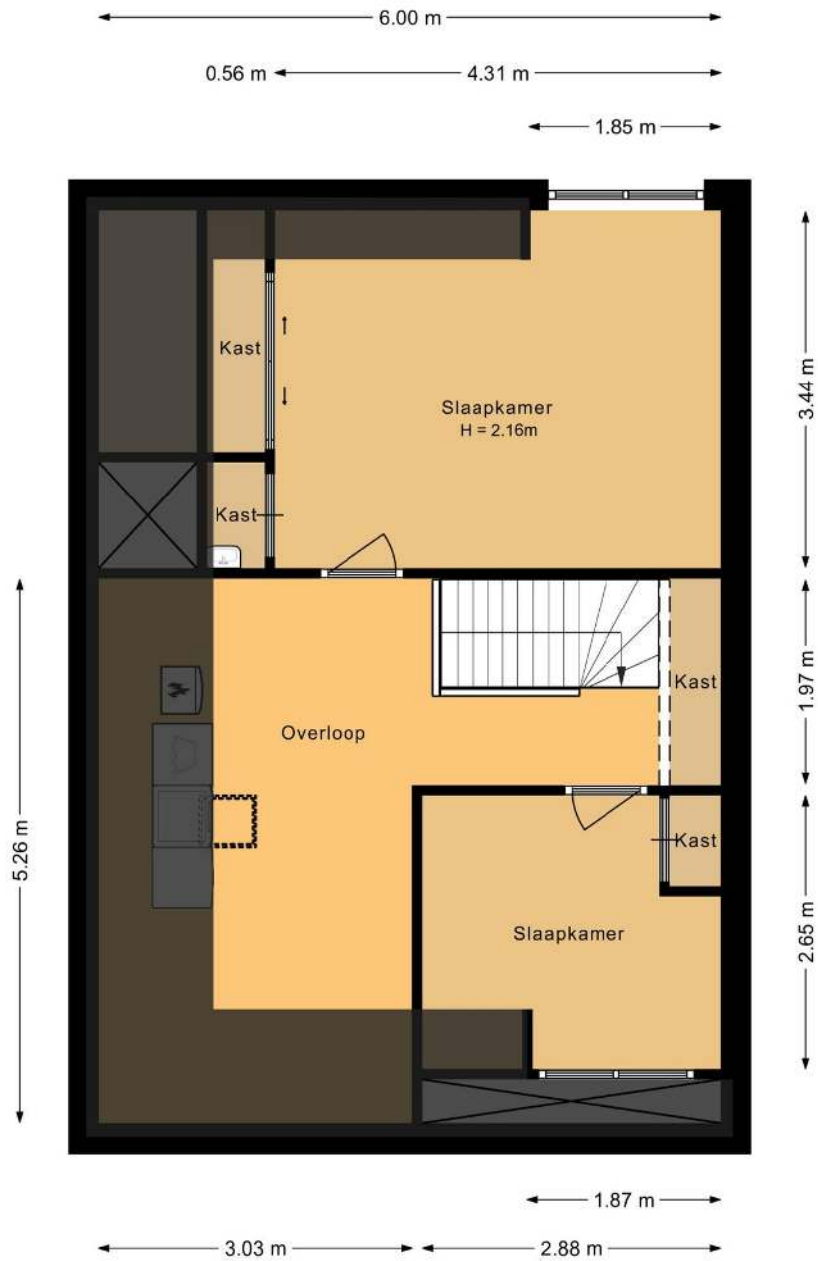 6.00 m
0.56 m
4.31 m
1.85 m
Kast
3.44 m
Slaapkamer
H = 2.16m
Kast
Kast
1.97 m
Overloop
5.26 m
Kast
Slaapkamer
2.65 m
1.87 m
3.03 m
2.88 m